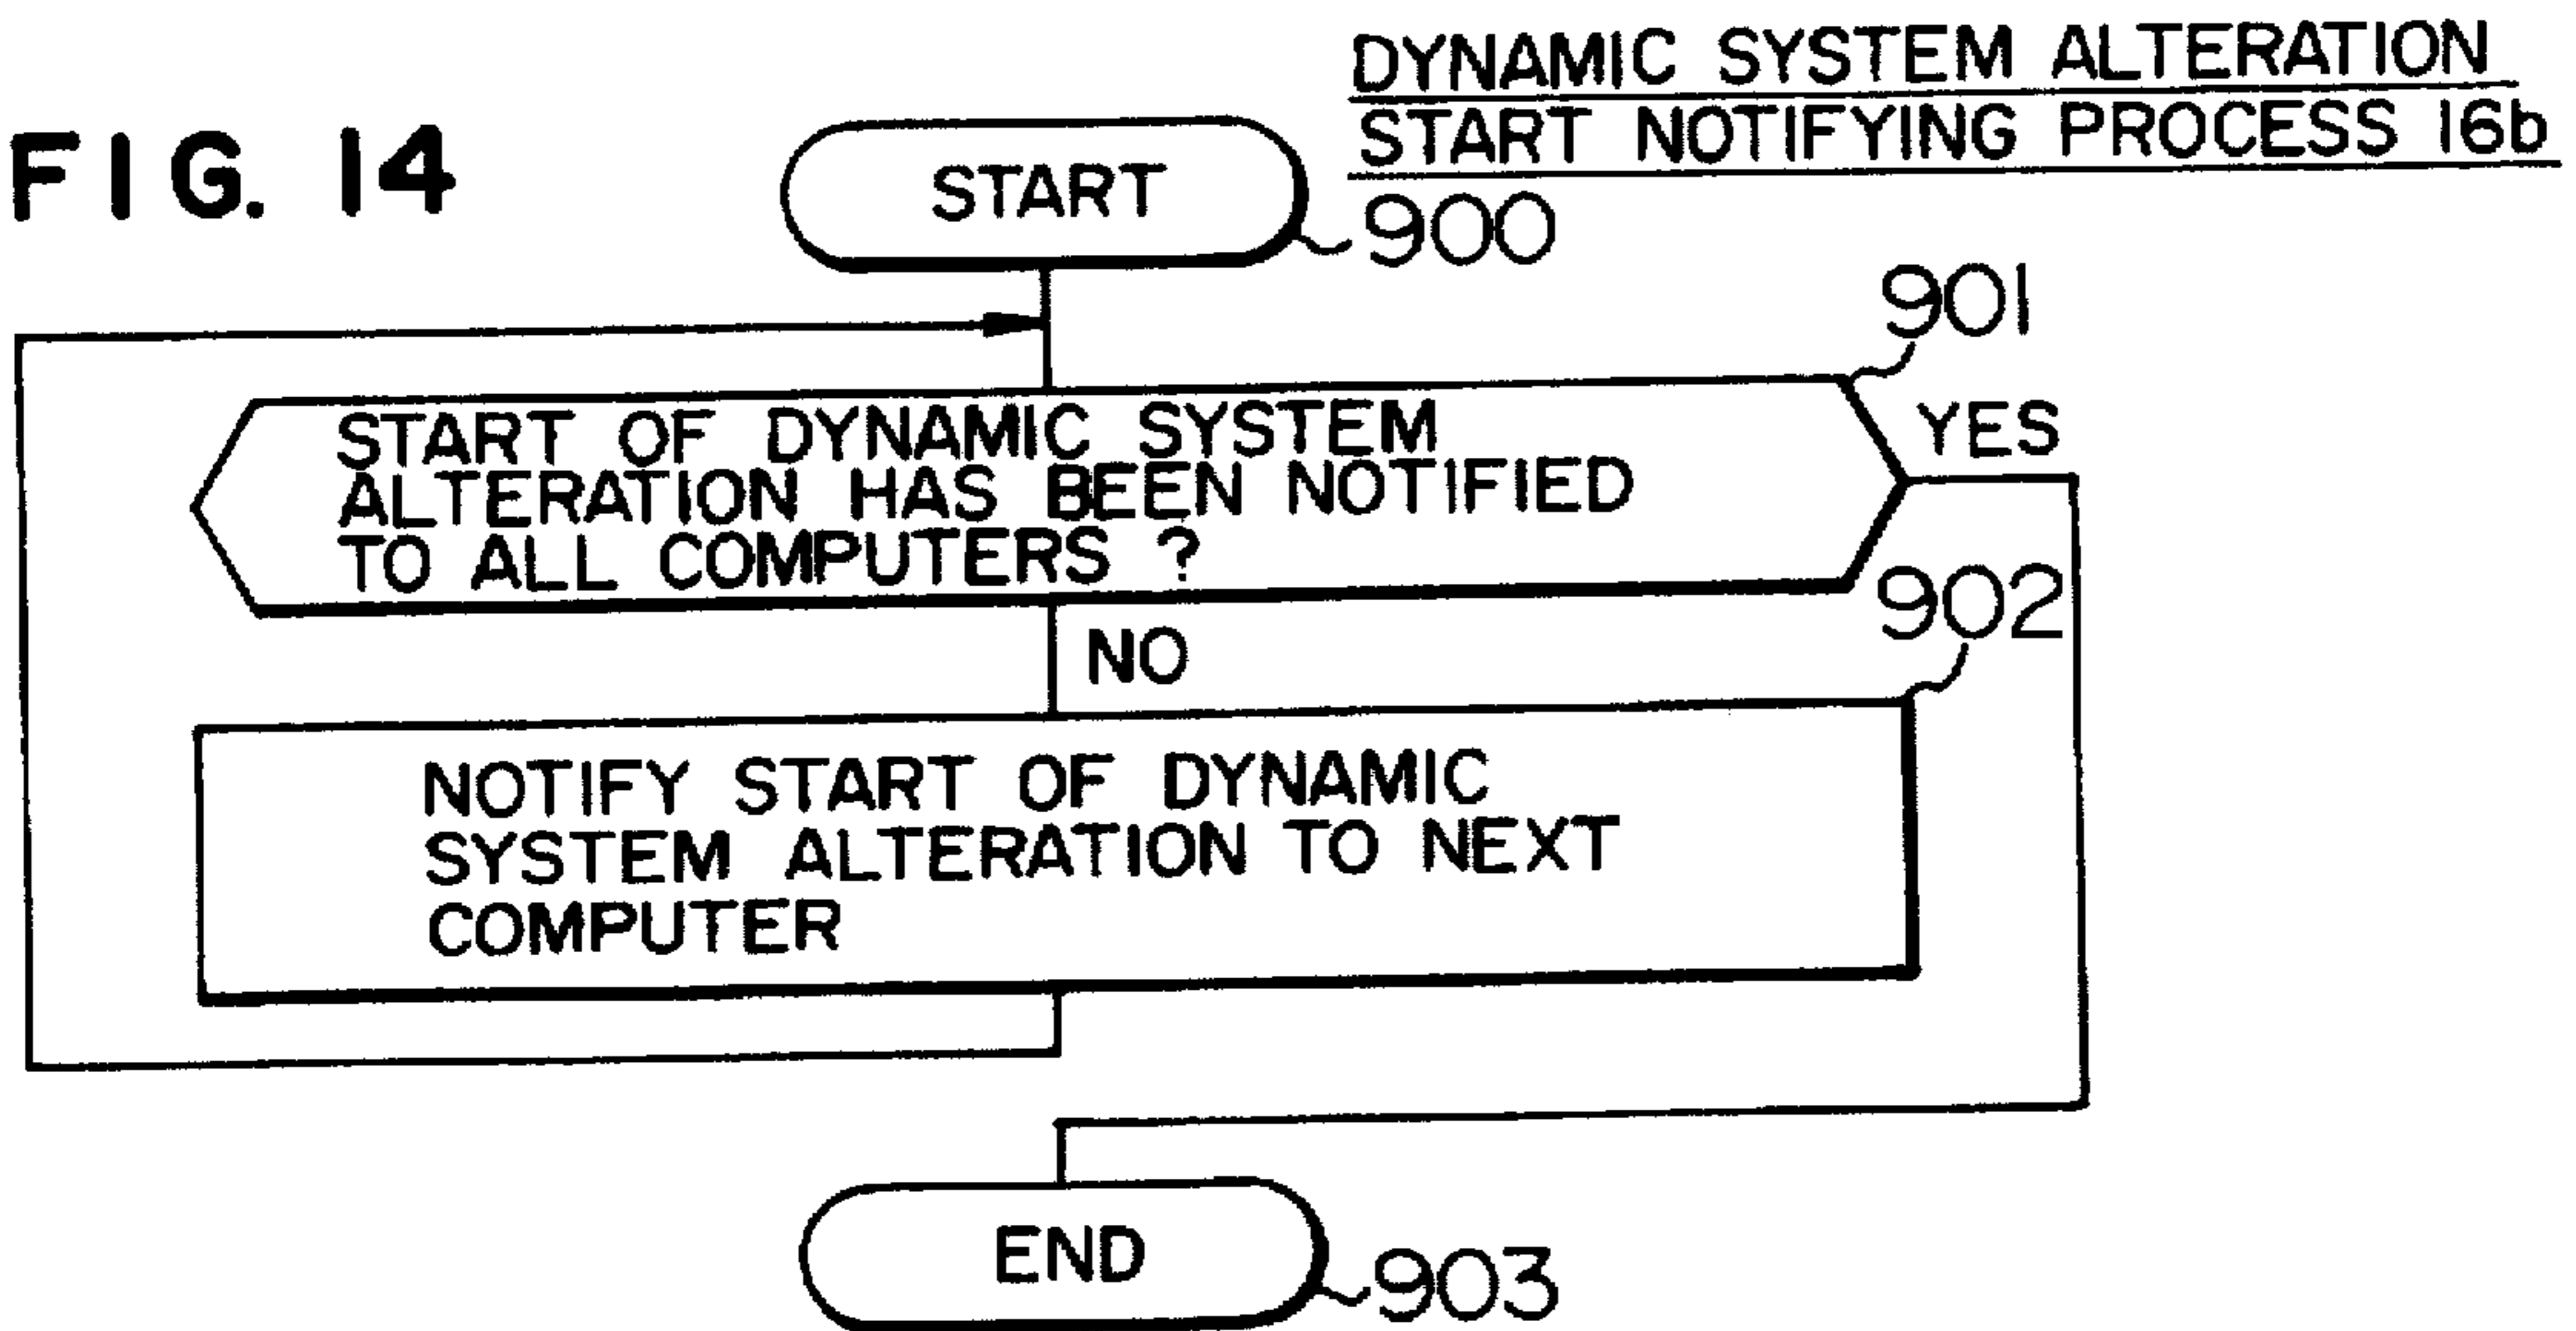 FIG. 14
DYNAMIC SYSTEM ALTERATION
START NOTIFYING PROCESS 16b
START
900
901
START OF DYNAMIC SYSTEM
ALTERATION HAS BEEN NOTIFIED
TO ALL COMPUTERS ?
YES
NO
902
NOTIFY START OF DYNAMIC
SYSTEM ALTERATION TO NEXT
COMPUTER
END
903